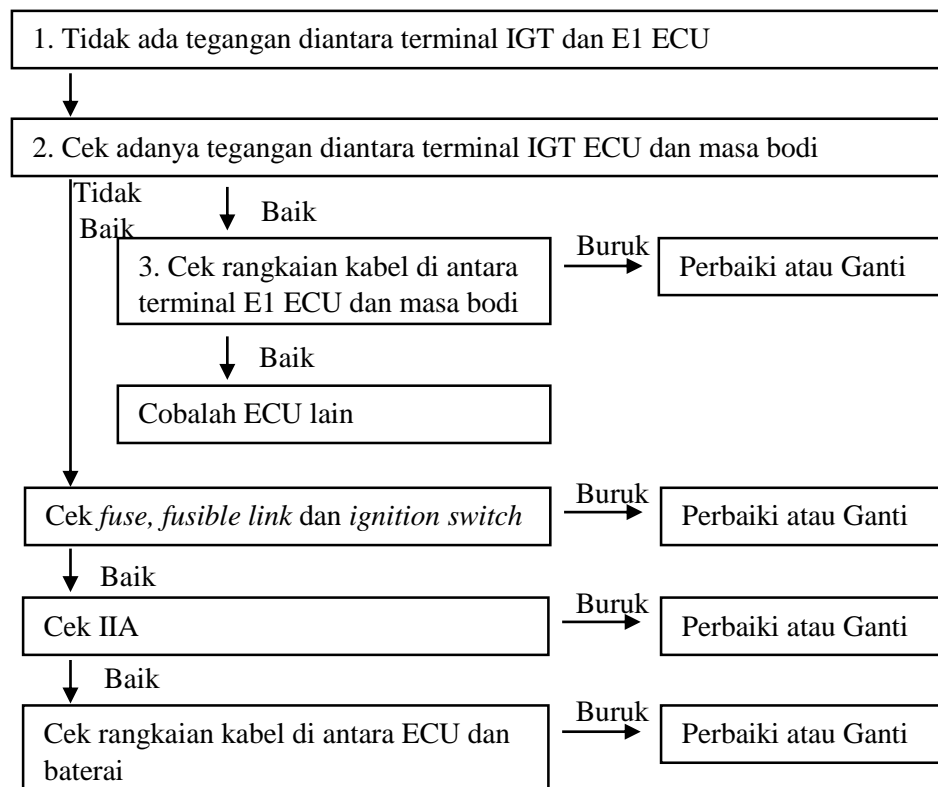 1. Tidak ada tegangan diantara terminal IGT dan E1 ECU
2. Cek adanya tegangan diantara terminal IGT ECU dan masa bodi
Tidak
Baik
Baik
3. Cek rangkaian kabel di antara
terminal E1 ECU dan masa bodi
Buruk
Perbaiki atau Ganti
Baik
Cobalah ECU lain
Cek fuse, fusible link dan ignition switch
Buruk
Perbaiki atau Ganti
Baik
Cek IIA
Buruk
Perbaiki atau Ganti
Baik
Cek rangkaian kabel di antara ECU dan
baterai
Buruk
Perbaiki atau Ganti